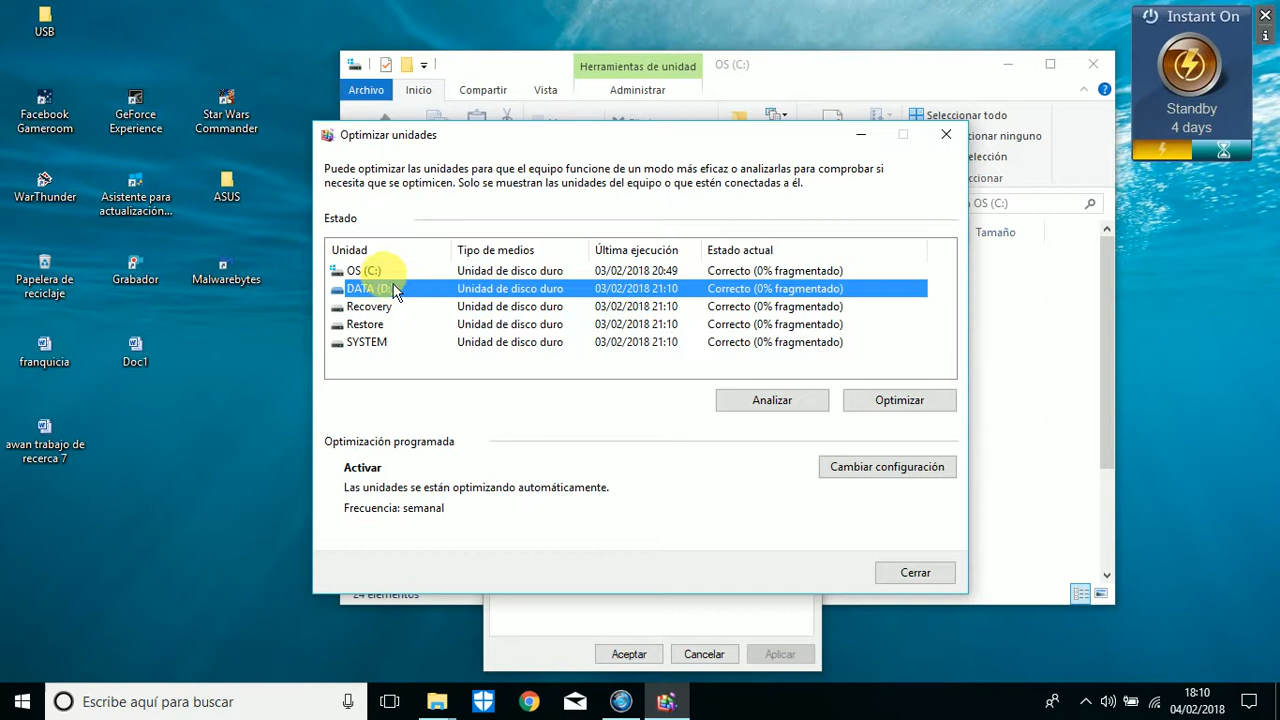 USB
Facebook
Gameroom
GeForce
Experience
Star Wars
Commander
WarThunder
Asistente para
actualización...
ASUS
Papelera de
reciclaje
Grabador
Malwarebytes
franquicia
Doc1
awan trabajo de
recerca 7
Instant On
Standby
4 days
Herramientas de unidad
OS (C:)
Archivo
Inicio
Compartir
Vista
Administrar
Seleccionar todo
Optimizar unidades
Puede optimizar las unidades para que el equipo funcione de un modo más eficaz o analizarlas para comprobar si
necesita que se optimicen. Solo se muestran las unidades del equipo o que estén conectadas a él.
Estado
Unidad Tipo de medios Última ejecución Estado actual
OS (C:) Unidad de disco duro 03/02/2018 20:49 Correcto (0% fragmentado)
DATA (D: Unidad de disco duro 03/02/2018 21:10 Correcto (0% fragmentado)
Recovery Unidad de disco duro 03/02/2018 21:10 Correcto (0% fragmentado)
Restore Unidad de disco duro 03/02/2018 21:10 Correcto (0% fragmentado)
SYSTEM Unidad de disco duro 03/02/2018 21:10 Correcto (0% fragmentado)
Analizar
Optimizar
Optimización programada
Activar
Las unidades se están optimizando automáticamente.
Frecuencia: semanal
Cambiar configuración
Cerrar
ninguno
OS (C:)
Tamaño
Aceptar
Cancelar
Aplicar
Escribe aquí para buscar
18:10
04/02/2018